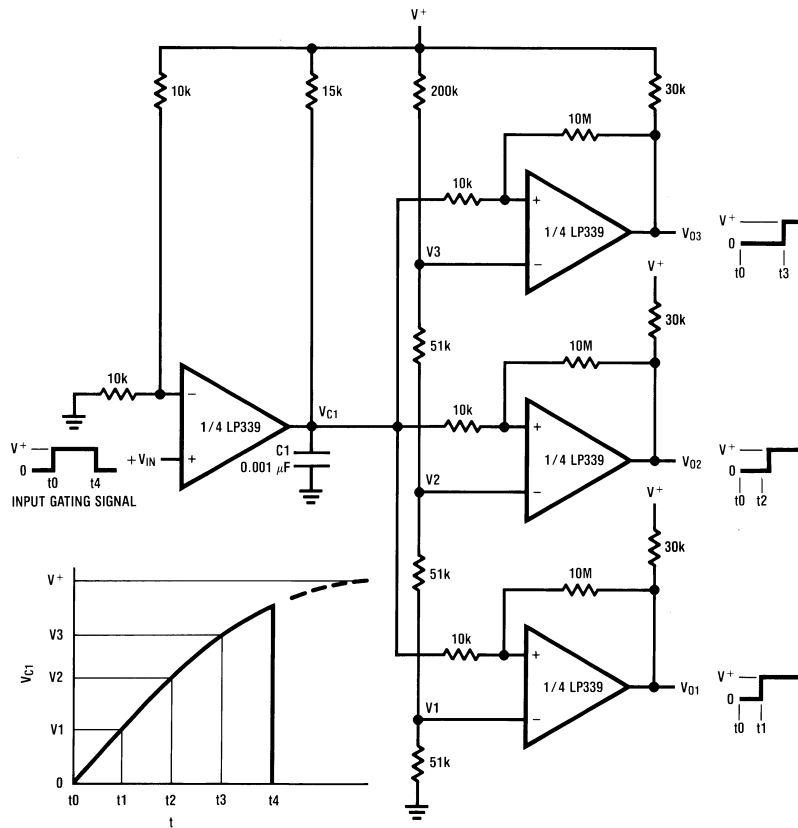 V+
10k
15k
200k
30k
10M
10k
+
1/4 LP339
−
VO3
V+
0
t0
t3
V3
V+
30k
51k
10M
10k
10k
−
1/4 LP339
+
VC1
+
1/4 LP339
−
VO2
V+
0
t0
t2
V+
0
t0
t4
+VIN
INPUT GATING SIGNAL
C1
0.001 μF
V2
V+
30k
51k
10M
10k
+
1/4 LP339
−
VO1
V+
0
t0
t1
V1
51k
V+
V3
V2
V1
0
VC1
t0
t1
t2
t3
t4
t